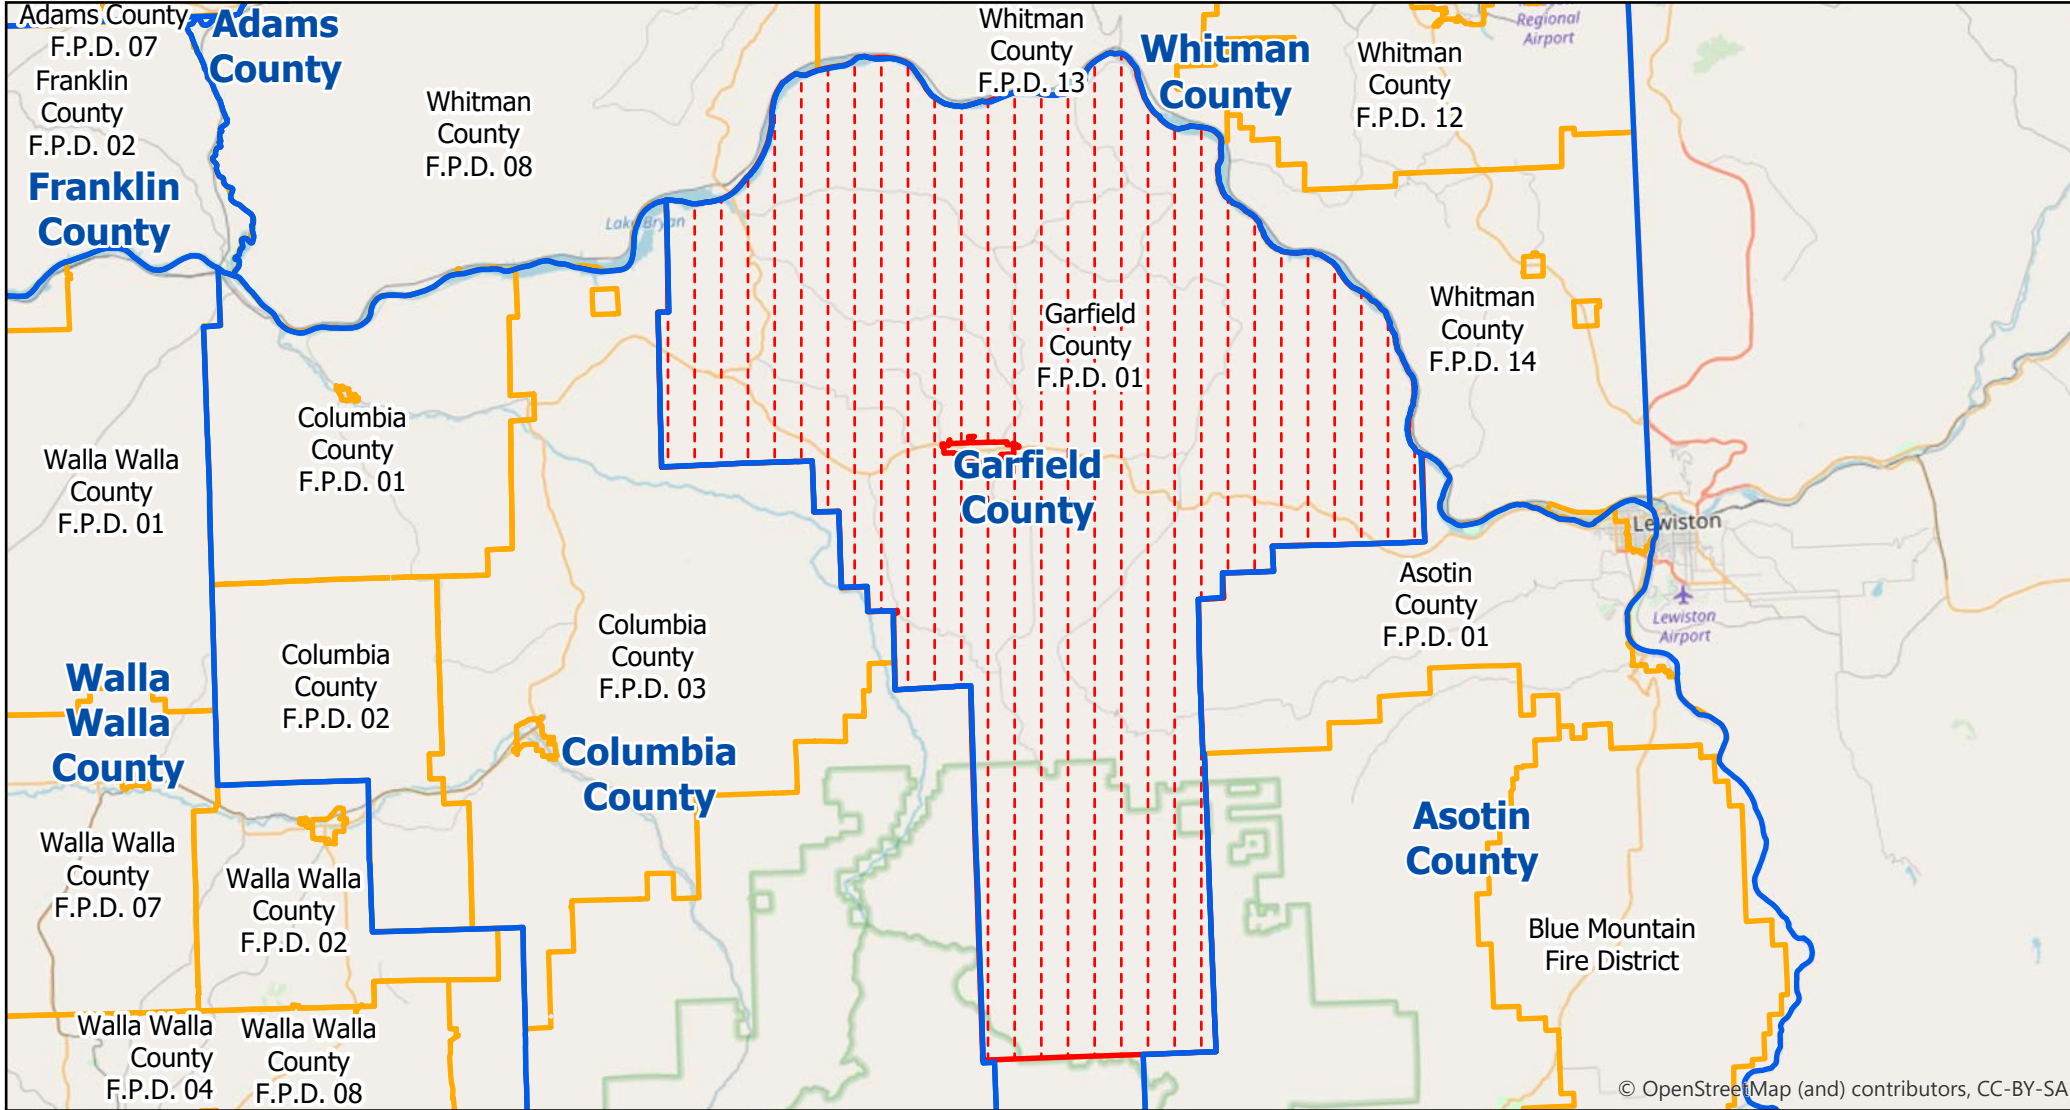 Adams County
F.P.D. 07
Adams
County
Franklin
County
F.P.D. 02
Franklin
County
Whitman
County
F.P.D. 08
Whitman
County
F.P.D. 13
Whitman
County
Whitman
County
F.P.D. 12
Regional
Airport
Lake Bryan
Garfield
County
F.P.D. 01
Whitman
County
F.P.D. 14
Columbia
County
F.P.D. 01
Walla Walla
County
F.P.D. 01
Garfield
County
Lewiston
Lewiston
Airport
Asotin
County
F.P.D. 01
Columbia
County
F.P.D. 03
Columbia
County
F.P.D. 02
Walla
Walla
County
Columbia
County
Asotin
County
Walla Walla
County
F.P.D. 07
Walla Walla
County
F.P.D. 02
Blue Mountain
Fire District
Walla Walla
County
F.P.D. 04
Walla Walla
County
F.P.D. 08
© OpenStreetMap (and) contributors, CC-BY-SA